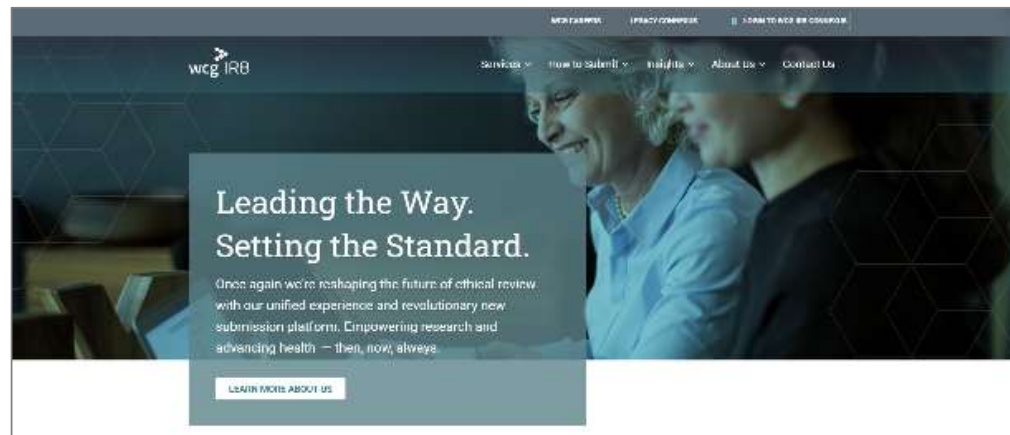 WCG CAREERS LEGACY CONNEXUS LOGIN TO WCG IRB CONNEXUS
wcg IRB
Services How to Submit Insights About Us Contact Us
Leading the Way.
Setting the Standard.
Once again we're reshaping the future of ethical review
with our unified experience and revolutionary new
submission platform. Empowering research and
advancing health — then, now, always.
LEARN MORE ABOUT US